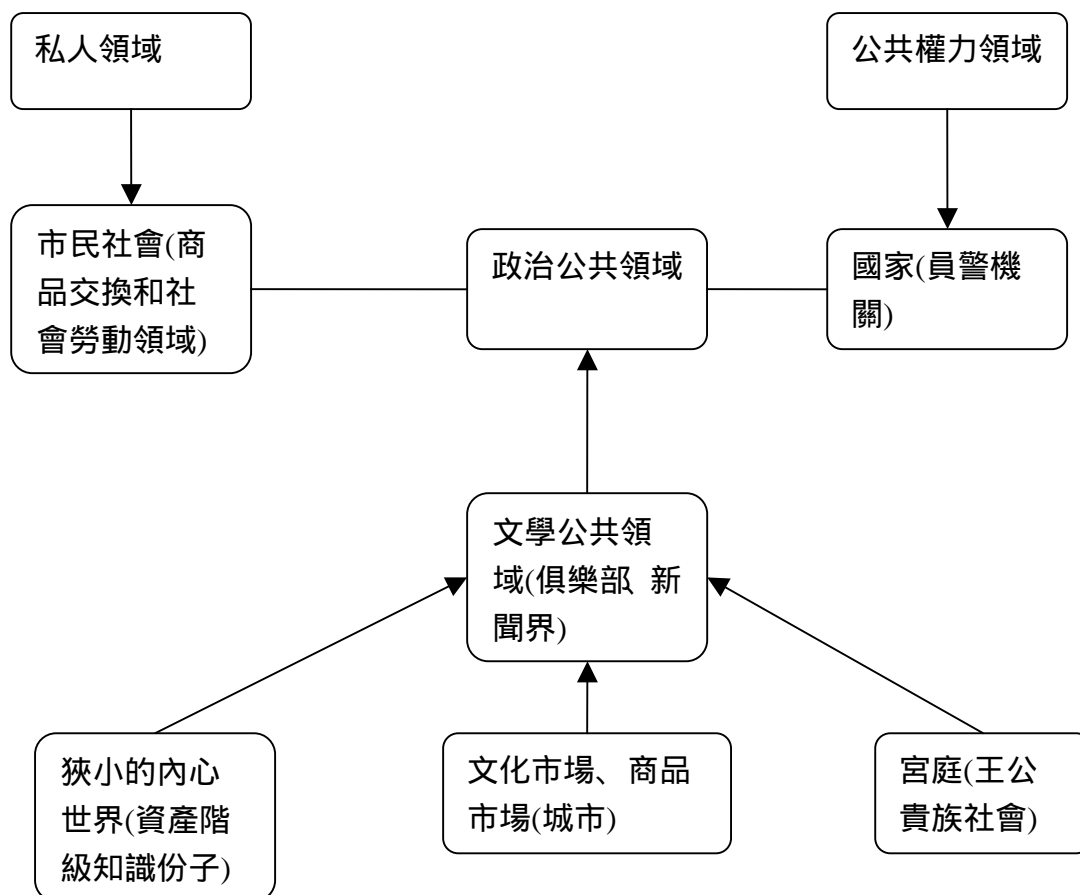 私人領域
公共權力領域
市民社會(商
品交換和社
會勞動領域)
政治公共領域
國家(員警機
關)
文學公共領
域(俱樂部、新
聞界)
狹小的內心
世界(資產階
級知識份子)
文化市場、商品
市場(城市)
宮庭(王公
貴族社會)